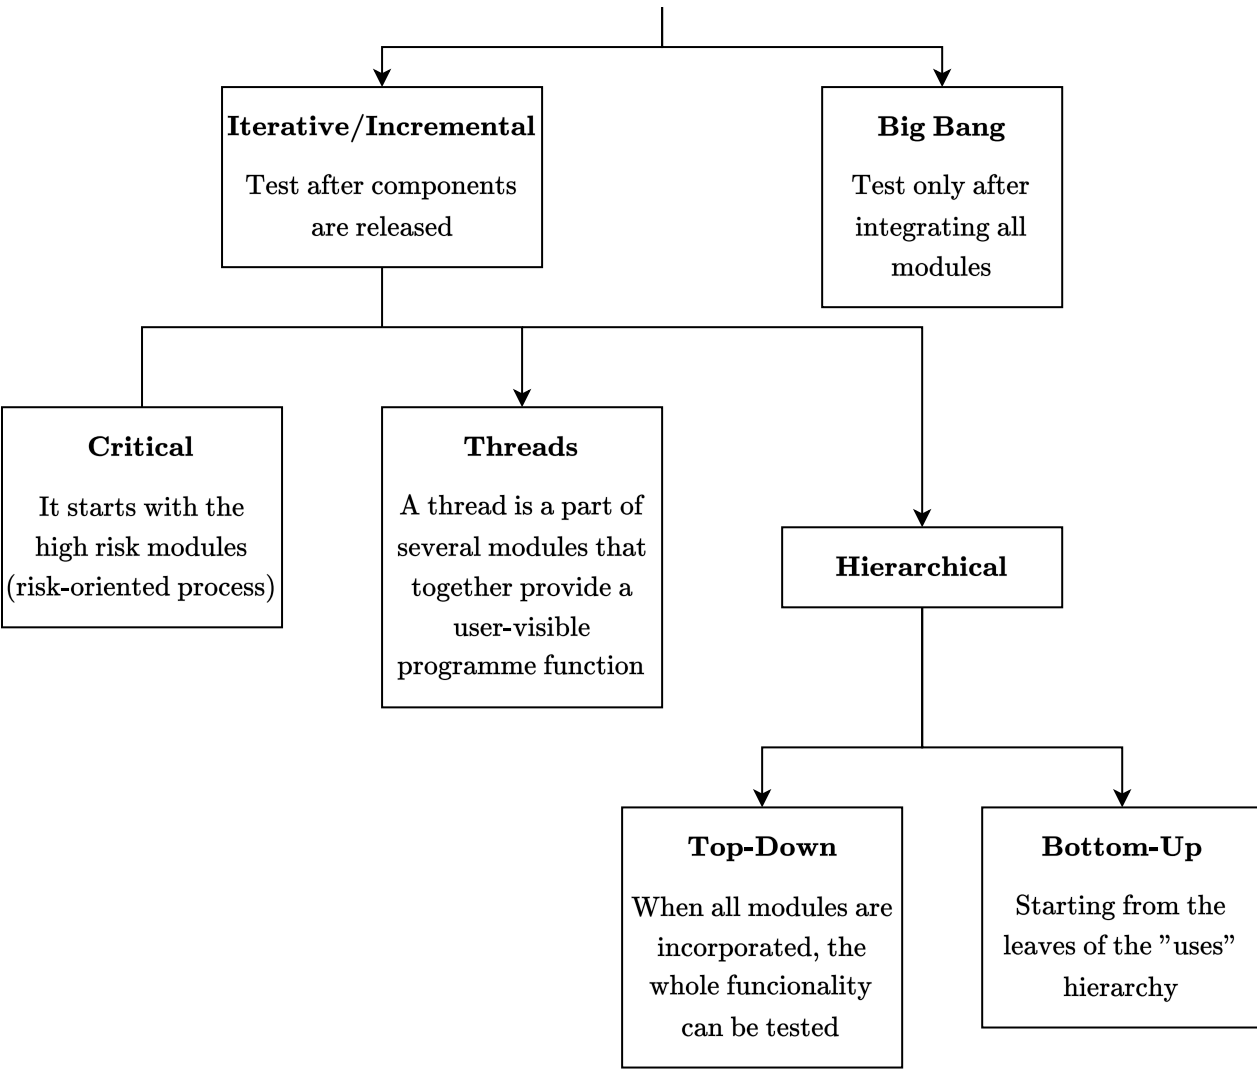 Iterative/Incremental
Test after components
are released
Big Bang
Test only after
integrating all
modules
Critical
It starts with the
high risk modules
(risk-oriented process)
Threads
A thread is a part of
several modules that
together provide a
user-visible
programme function
Hierarchical
Top-Down
When all modules are
incorporated, the
whole funcionality
can be tested
Bottom-Up
Starting from the
leaves of the ”uses”
hierarchy